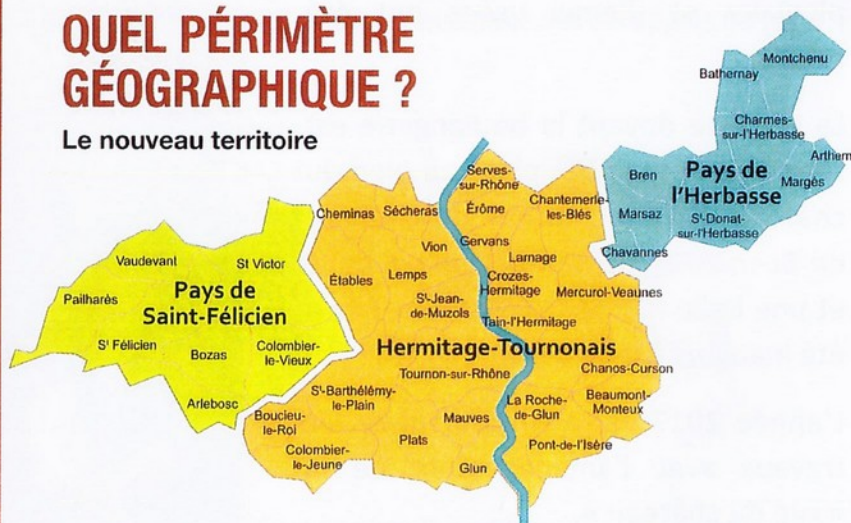 QUEL PÉRIMÈTRE
GÉOGRAPHIQUE ?
Le nouveau territoire
Pays de
Saint-Félicien
Vaudevant
St Victor
Pailharès
St Félicien
Bozas
Colombier-
le-Vieux
Arlebosc
Hermitage-Tournonais
Cheminas
Sécheras
Serves-
sur-Rhône
Érôme
Chantemerle-
les-Blés
Vion
Gervans
Larnage
Étables
Lemps
Crozes-
Hermitage
Mercurol-Veaunes
St-Jean-
de-Muzols
Tain-l'Hermitage
Tournon-sur-Rhône
Chanos-Curson
St-Barthélémy-
le-Plain
La Roche-
de-Glun
Beaumont-
Monteux
Boucieu-
le-Roi
Mauves
Plats
Pont-de-l'Isère
Colombier-
le-Jeune
Glun
Pays de
l'Herbasse
Montchenu
Bathernay
Charmes-
sur-l'Herbasse
Arthem
Bren
Margès
Marsaz
St-Donat-
sur-l'Herbasse
Chavannes